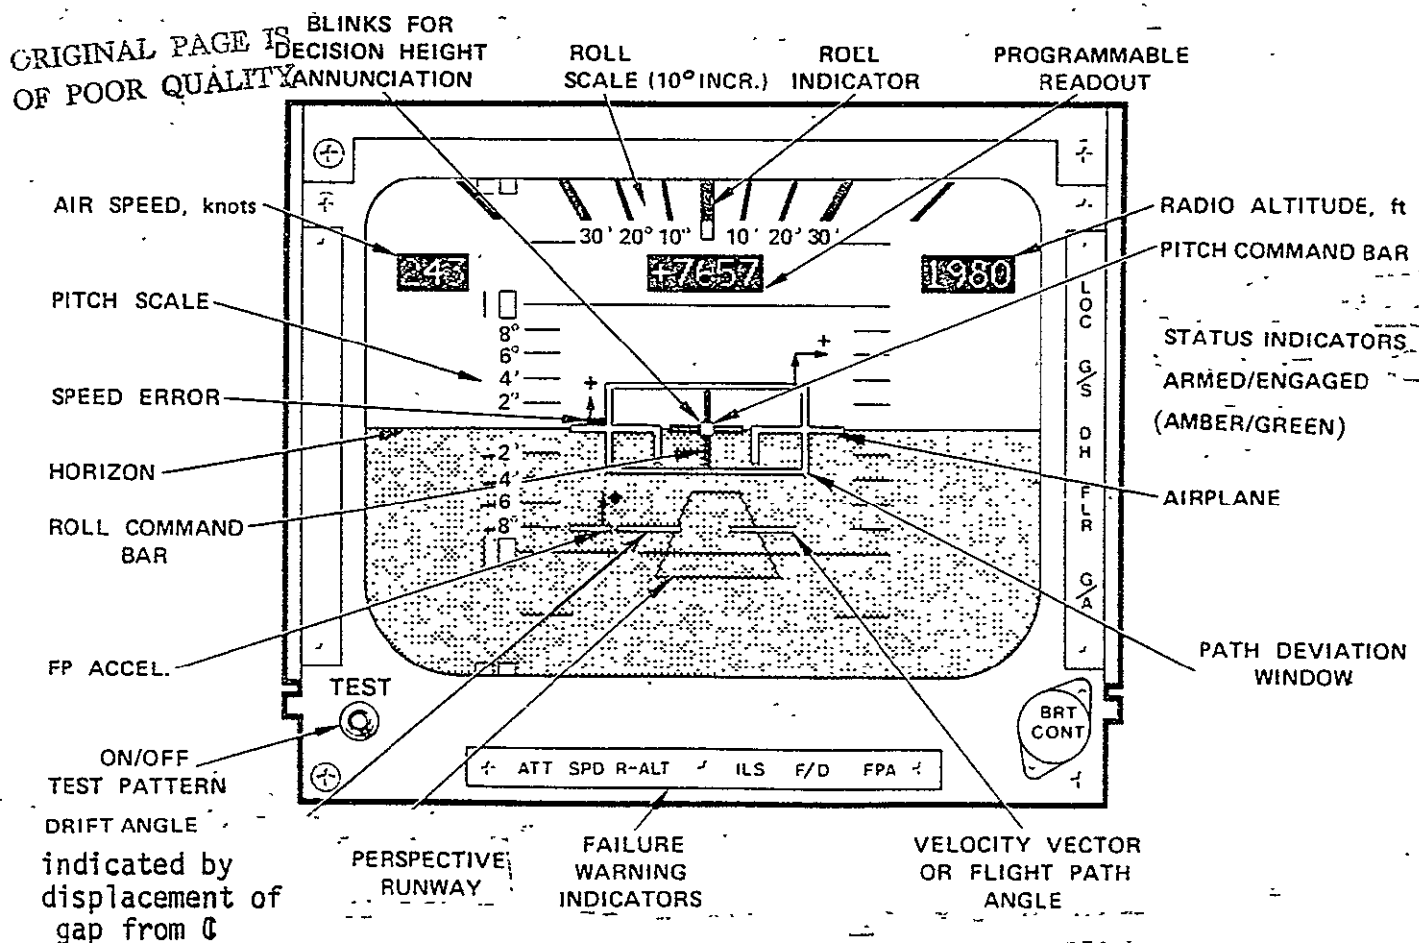 ORIGINAL PAGE IS
OF POOR QUALITY
BLINKS FOR
DECISION HEIGHT
ANNUNCIATION
ROLL
SCALE (10° INCR.)
ROLL
INDICATOR
PROGRAMMABLE
READOUT
AIR SPEED, knots
RADIO ALTITUDE, ft
30' 20° 10" 10' 20' 30'
PITCH COMMAND BAR
243
+7657
1980
PITCH SCALE
8°
6°
4'
2"
+
+
STATUS INDICATORS
ARMED/ENGAGED
(AMBER/GREEN)
LOC
G/S
DH
FLR
G/A
SPEED ERROR
HORIZON
2
4
6
8°
ROLL COMMAND
BAR
AIRPLANE
FP ACCEL.
PATH DEVIATION
WINDOW
TEST
BRT
CONT
ON/OFF
TEST PATTERN
ATT SPD R-ALT ILS F/D FPA
DRIFT ANGLE
indicated by
displacement of
gap from ℄
PERSPECTIVE
RUNWAY
FAILURE
WARNING
INDICATORS
VELOCITY VECTOR
OR FLIGHT PATH
ANGLE